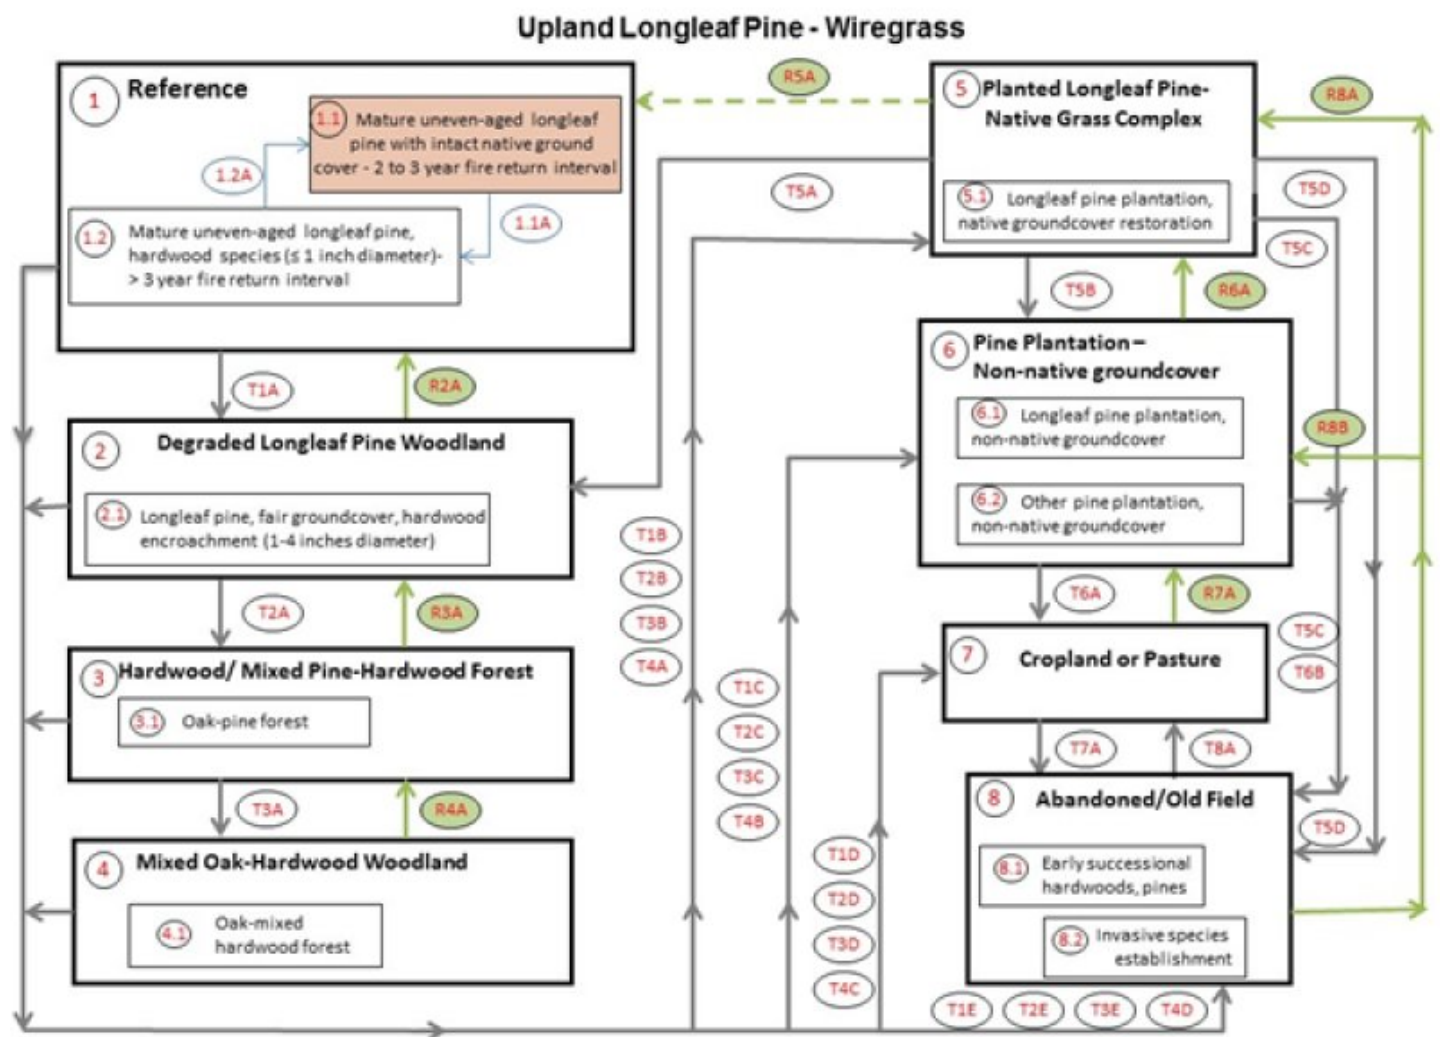 Upland Longleaf Pine - Wiregrass
1
Reference
1.1
Mature uneven-aged longleaf
pine with intact native ground
cover - 2 to 3 year fire return interval
1.2A
1.1A
1.2
Mature uneven-aged longleaf pine,
hardwood species (≤ 1 inch diameter)-
> 3 year fire return interval
T1A
R2A
2
Degraded Longleaf Pine Woodland
2.1
Longleaf pine, fair groundcover, hardwood
encroachment (1-4 inches diameter)
T2A
R3A
3
Hardwood/ Mixed Pine-Hardwood Forest
3.1
Oak-pine forest
T3A
R4A
4
Mixed Oak-Hardwood Woodland
4.1
Oak-mixed
hardwood forest
R5A
T5A
T1B
T2B
T3B
T4A
T1C
T2C
T3C
T4B
T1D
T2D
T3D
T4C
5
Planted Longleaf Pine-
Native Grass Complex
5.1
Longleaf pine plantation,
native groundcover restoration
R8A
T5D
T5C
T5B
R6A
6
Pine Plantation –
Non-native groundcover
6.1
Longleaf pine plantation,
non-native groundcover
6.2
Other pine plantation,
non-native groundcover
R8B
T6A
R7A
T5C
T6B
7
Cropland or Pasture
T7A
T8A
8
Abandoned/Old Field
T5D
8.1
Early successional
hardwoods, pines
8.2
Invasive species
establishment
T1E
T2E
T3E
T4D